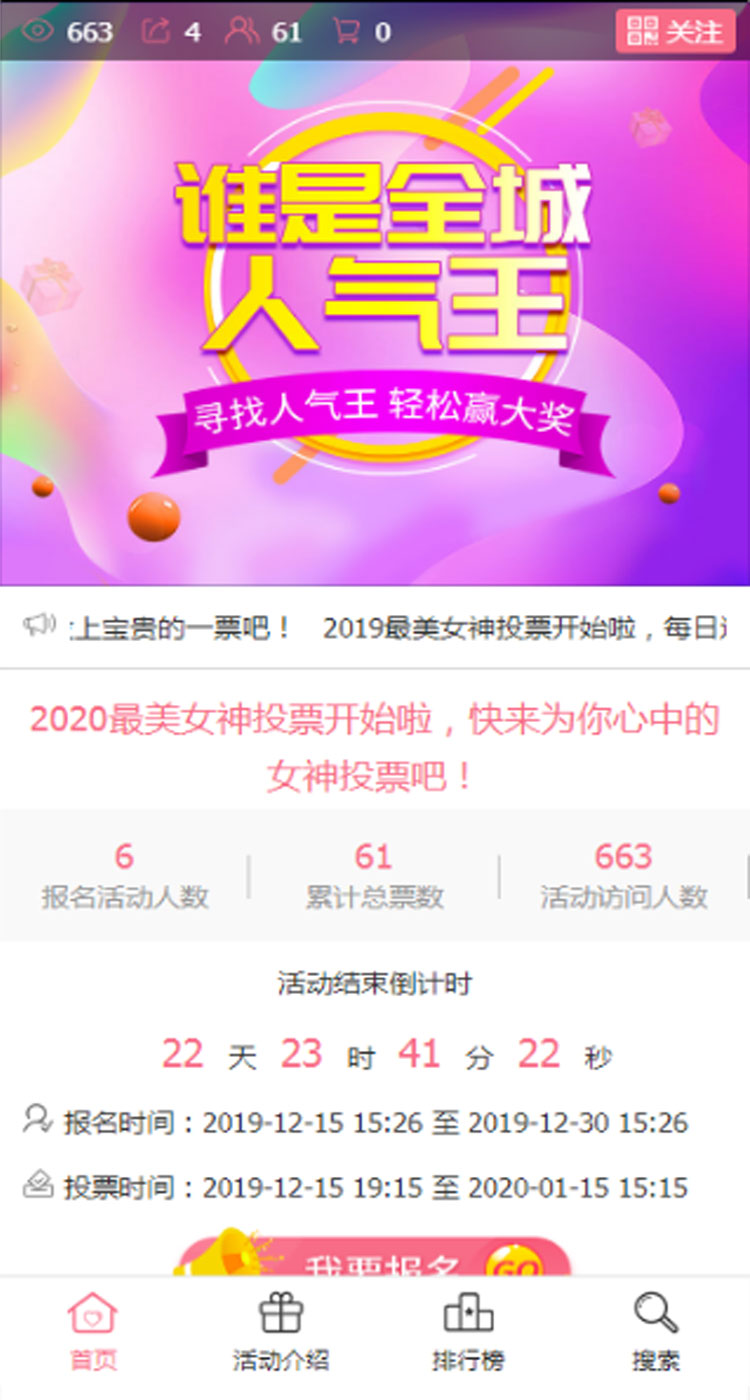 663 4 61 0 关注
谁是全城
人气王
寻找人气王 轻松赢大奖
上宝贵的一票吧！ 2019最美女神投票开始啦，每日
2020最美女神投票开始啦，快来为你心中的
女神投票吧！
6 61 663
报名活动人数 累计总票数 活动访问人数
活动结束倒计时
22 天 23 时 41 分 22 秒
报名时间：2019-12-15 15:26 至 2019-12-30 15:26
投票时间：2019-12-15 19:15 至 2020-01-15 15:15
我要报名 GO
首页 活动介绍 排行榜 搜索